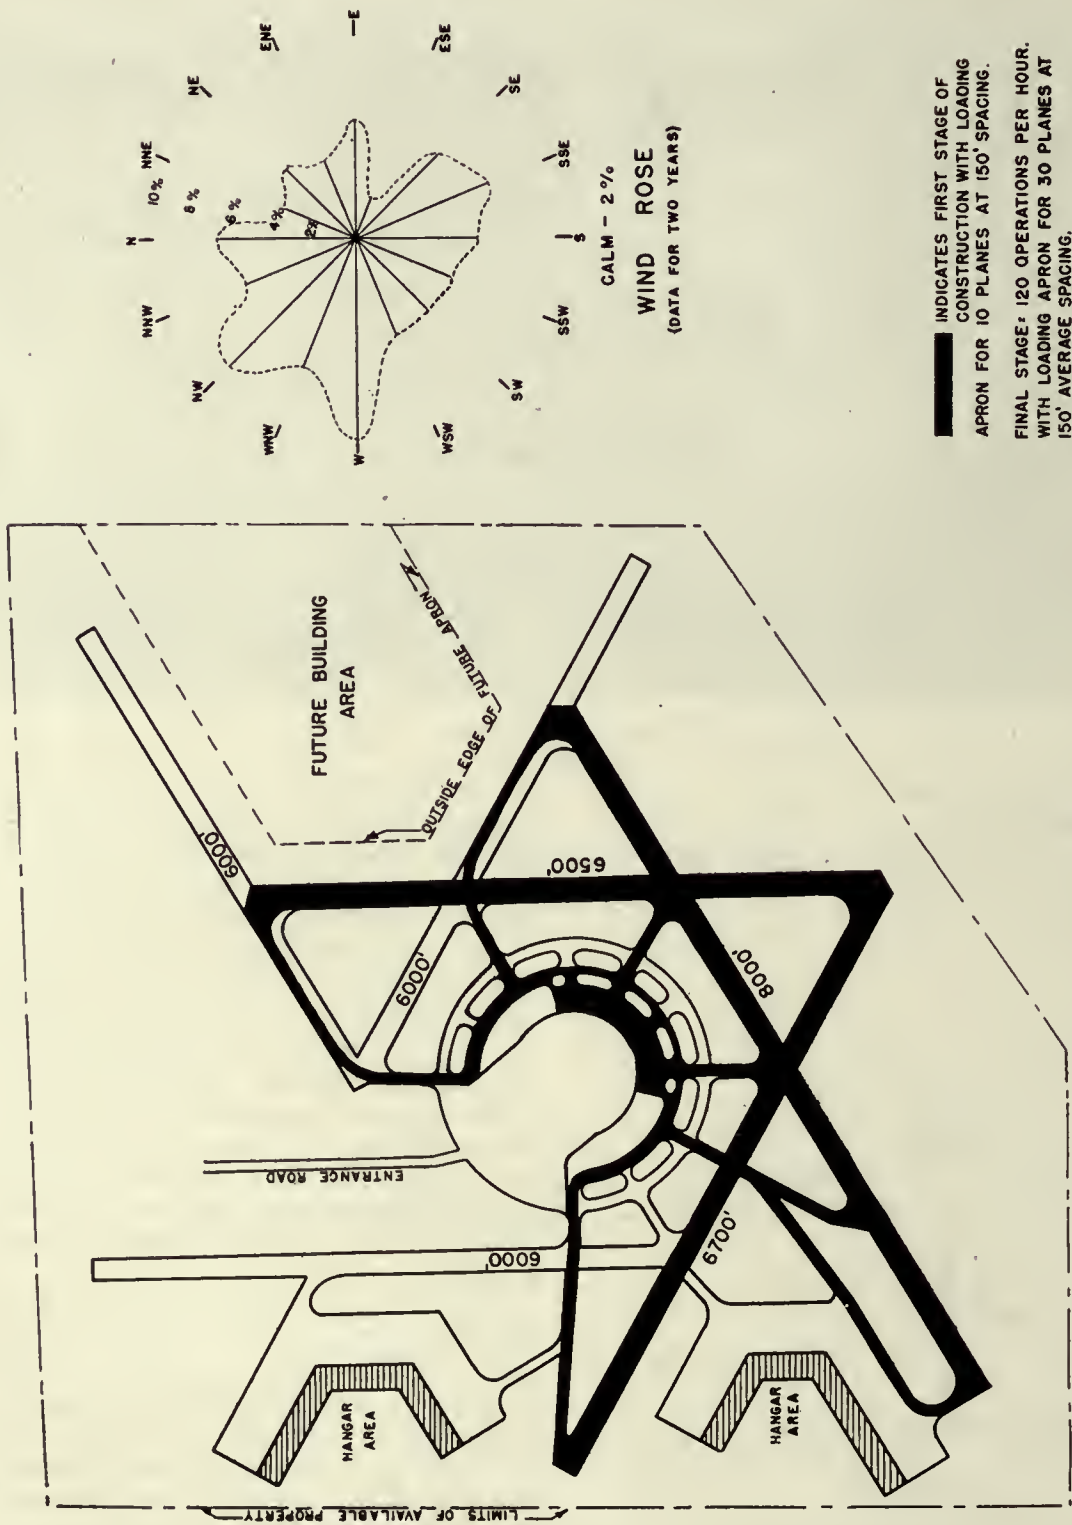 N
NNE
NE
ENE
E
ESE
SE
SSE
S
SSW
SW
WSW
W
WNW
NW
NNW
10%
8%
6%
4%
2%
CALM - 2%
WIND ROSE
(DATA FOR TWO YEARS)
INDICATES FIRST STAGE OF
CONSTRUCTION WITH LOADING
APRON FOR 10 PLANES AT 150' SPACING.
FINAL STAGE: 120 OPERATIONS PER HOUR.
WITH LOADING APRON FOR 30 PLANES AT
150' AVERAGE SPACING.
FUTURE BUILDING
AREA
OUTSIDE EDGE OF FUTURE APRON
6000'
6500'
6000'
8000'
ENTRANCE ROAD
6000'
6700'
HANGAR
AREA
HANGAR
AREA
LIMITS OF AVAILABLE PROPERTY